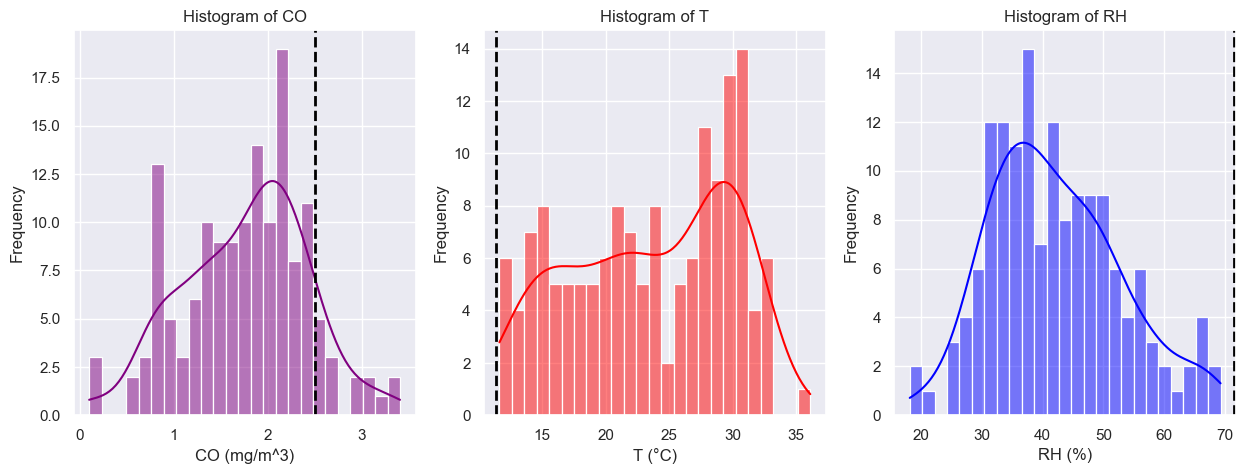 Histogram of CO
Frequency
17.5
15.0
12.5
10.0
7.5
5.0
2.5
0.0
0 1 2 3
CO (mg/m^3)
Histogram of T
Frequency
14
12
10
8
6
4
2
0
15 20 25 30 35
T (°C)
Histogram of RH
Frequency
14
12
10
8
6
4
2
0
20 30 40 50 60 70
RH (%)